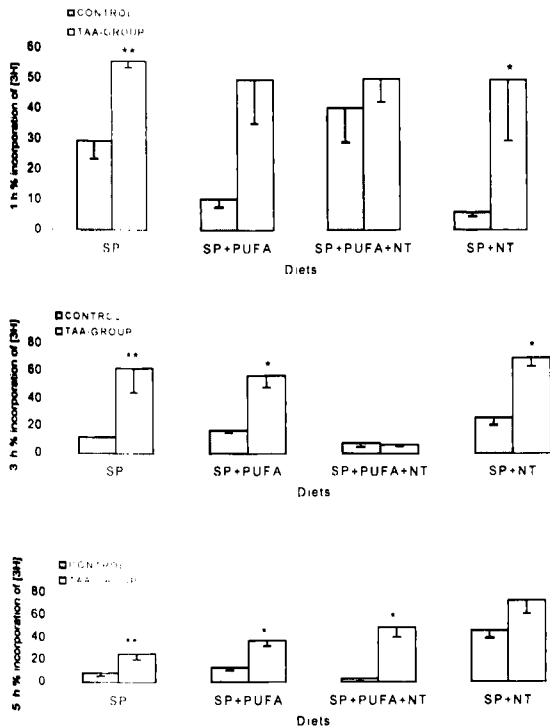 CONTROL
TAA-GROUP
60
50
40
30
20
10
0
1 h % incorporation of [3H]
** *
SP SP+PUFA SP+PUFA+NT SP+NT
Diets
CONTROL
TAA-GROUP
80
60
40
20
0
3 h % incorporation of [3H]
** * *
SP SP+PUFA SP+PUFA+NT SP+NT
Diets
CONTROL
TAA-GROUP
80
60
40
20
0
5 h % incorporation of [3H]
** * *
SP SP+PUFA SP+PUFA+NT SP+NT
Diets